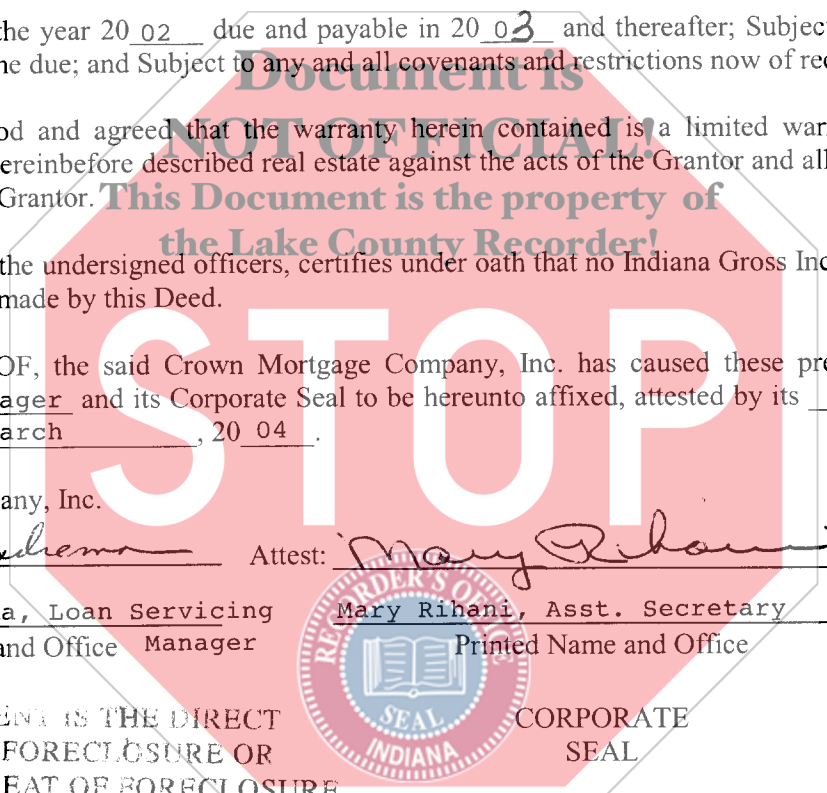 the year 20 02 due and payable in 20 03 and thereafter; Subjec
ne due; and Subject to any and all covenants and restrictions now of rec
Document is
od and agreed that the warranty herein contained is a limited war
NOT OFFICIAL!
ereinbefore described real estate against the acts of the Grantor and all
Grantor.
This Document is the property of
the Lake County Recorder!
the undersigned officers, certifies under oath that no Indiana Gross Inc
made by this Deed.
STOP
OF, the said Crown Mortgage Company, Inc. has caused these pre
ager and its Corporate Seal to be hereunto affixed, attested by its
arch , 20 04 .
any, Inc.
Attest: Mary Rihani
a, Loan Servicing Mary Rihani, Asst. Secretary
and Office Manager Printed Name and Office
RECORDER'S OFFICE
SEAL
INDIANA
ENT IS THE DIRECT CORPORATE
FORECLOSURE OR SEAL
EAT OF FORECLOSURE